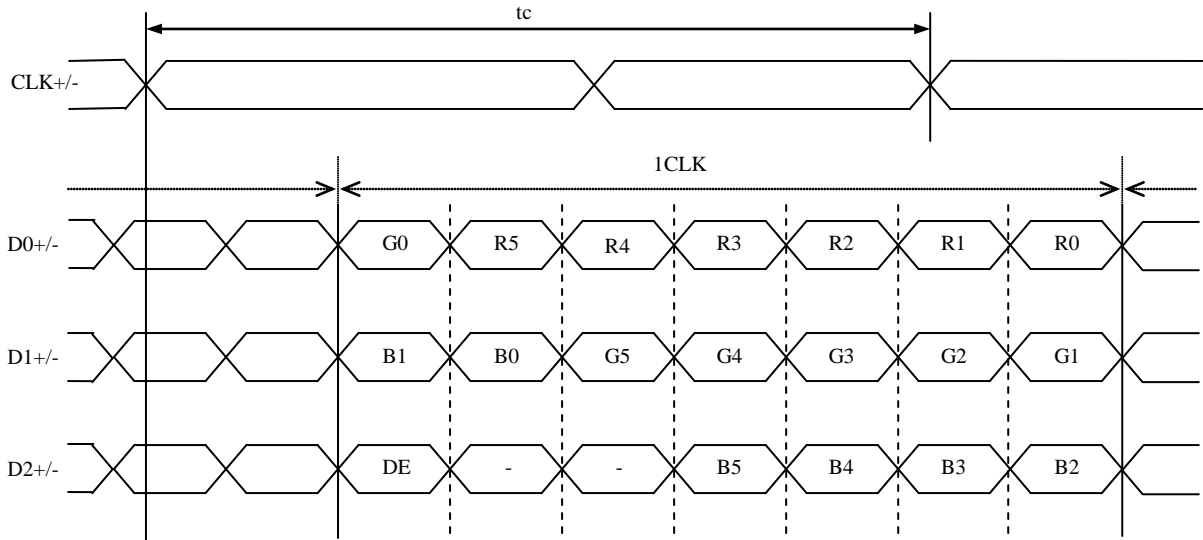 tc
CLK+/-
1CLK
D0+/- G0 R5 R4 R3 R2 R1 R0
D1+/- B1 B0 G5 G4 G3 G2 G1
D2+/- DE - - B5 B4 B3 B2